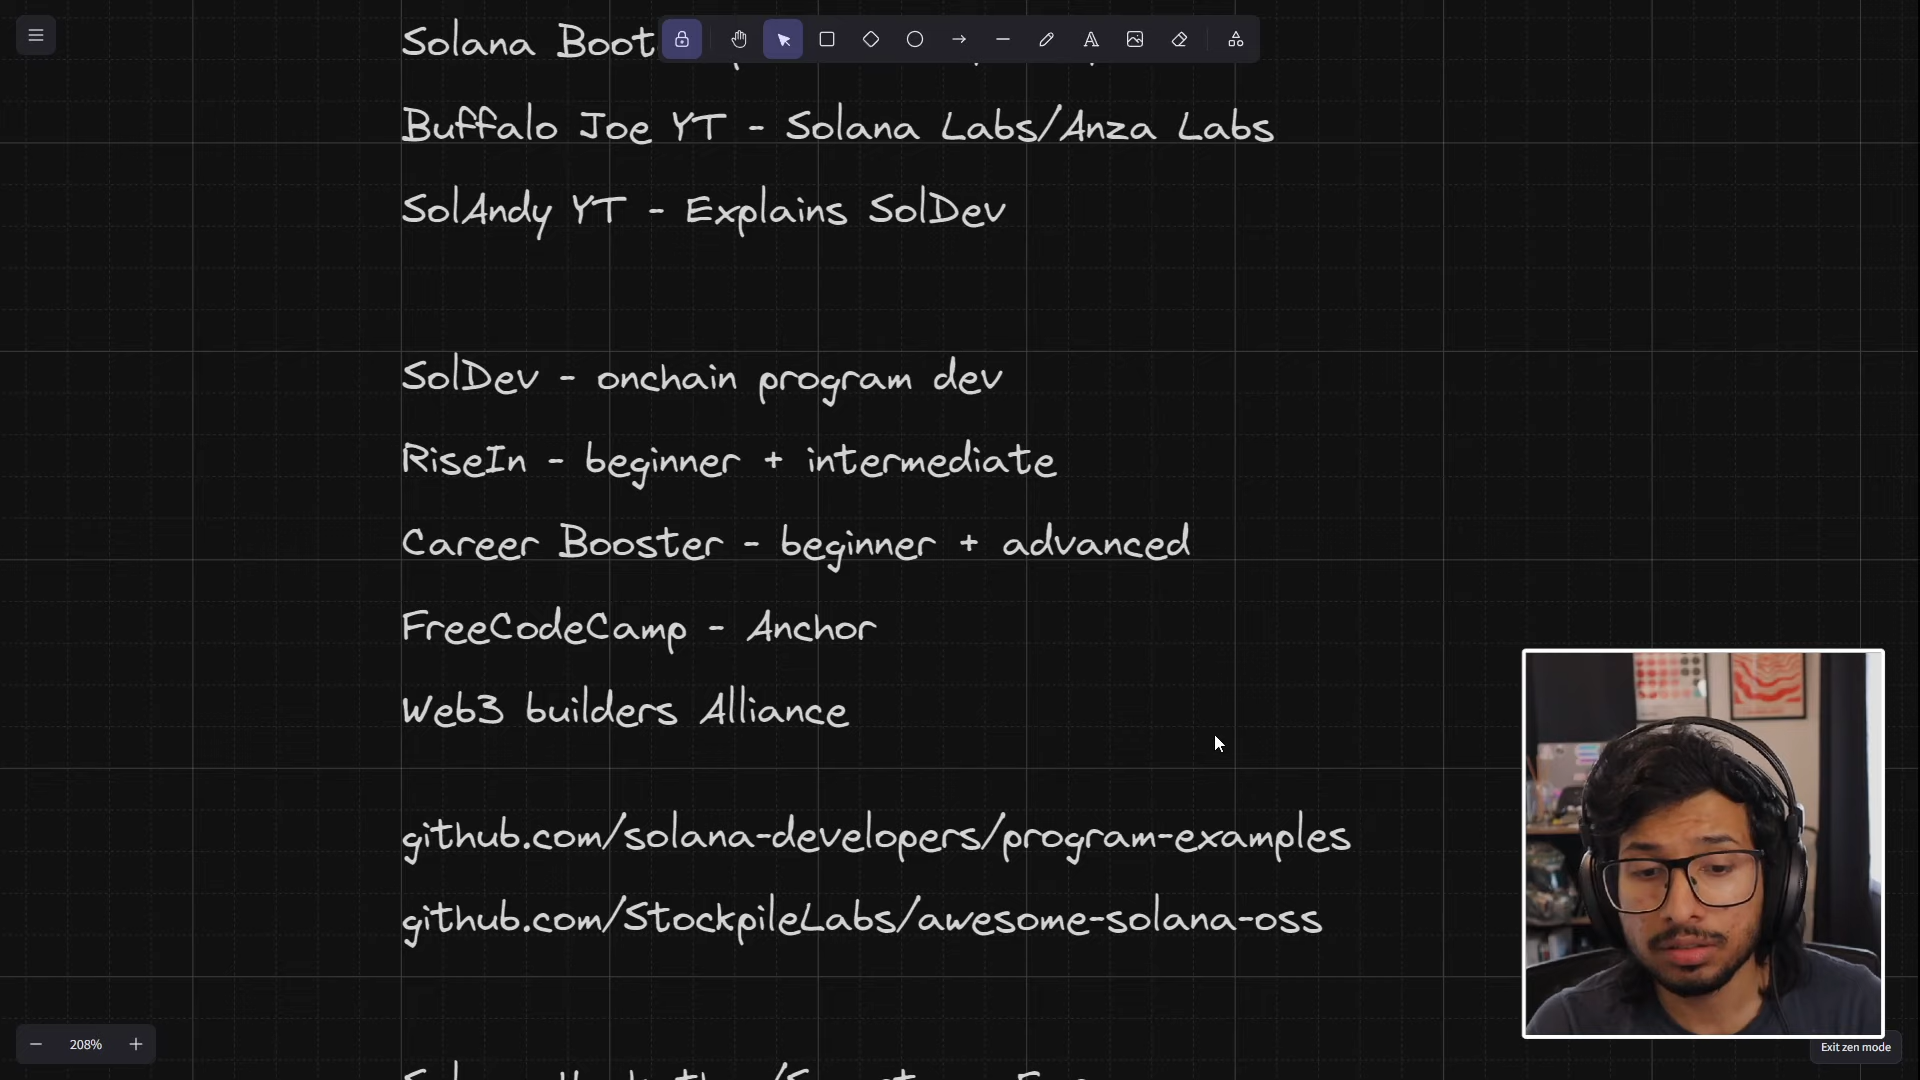 Solana Boot
Buffalo Joe YT - Solana Labs/Anza Labs
SolAndy YT - Explains SolDev
SolDev - onchain program dev
RiseIn - beginner + intermediate
Career Booster - beginner + advanced
FreeCodeCamp - Anchor
Web3 builders Alliance
github.com/solana-developers/program-examples
github.com/StockpileLabs/awesome-solana-oss
208%
Exit zen mode